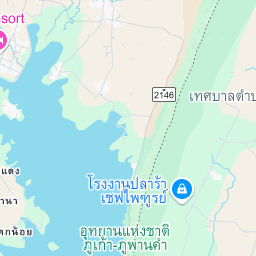 esort
2146
เทศบาลตำบ
แดง
โรงงานปลาร้า
เชฟไพฑูรย์
านา
ตกน้อย
อุทยานแห่งชาติ
ภูเก้า-ภูพานคำ